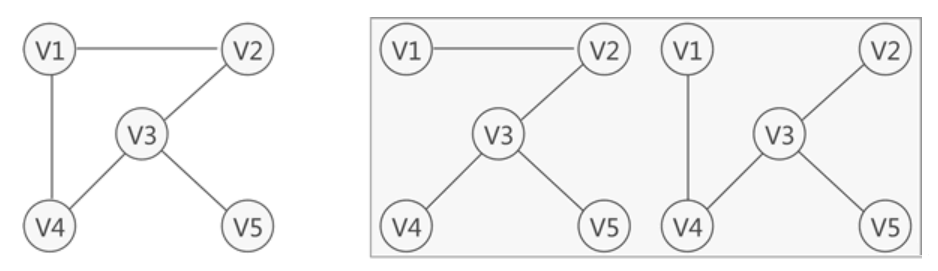 V1 V2 V1 V2
V3 V3
V4 V5 V4 V5
V1 V2
V3
V4 V5